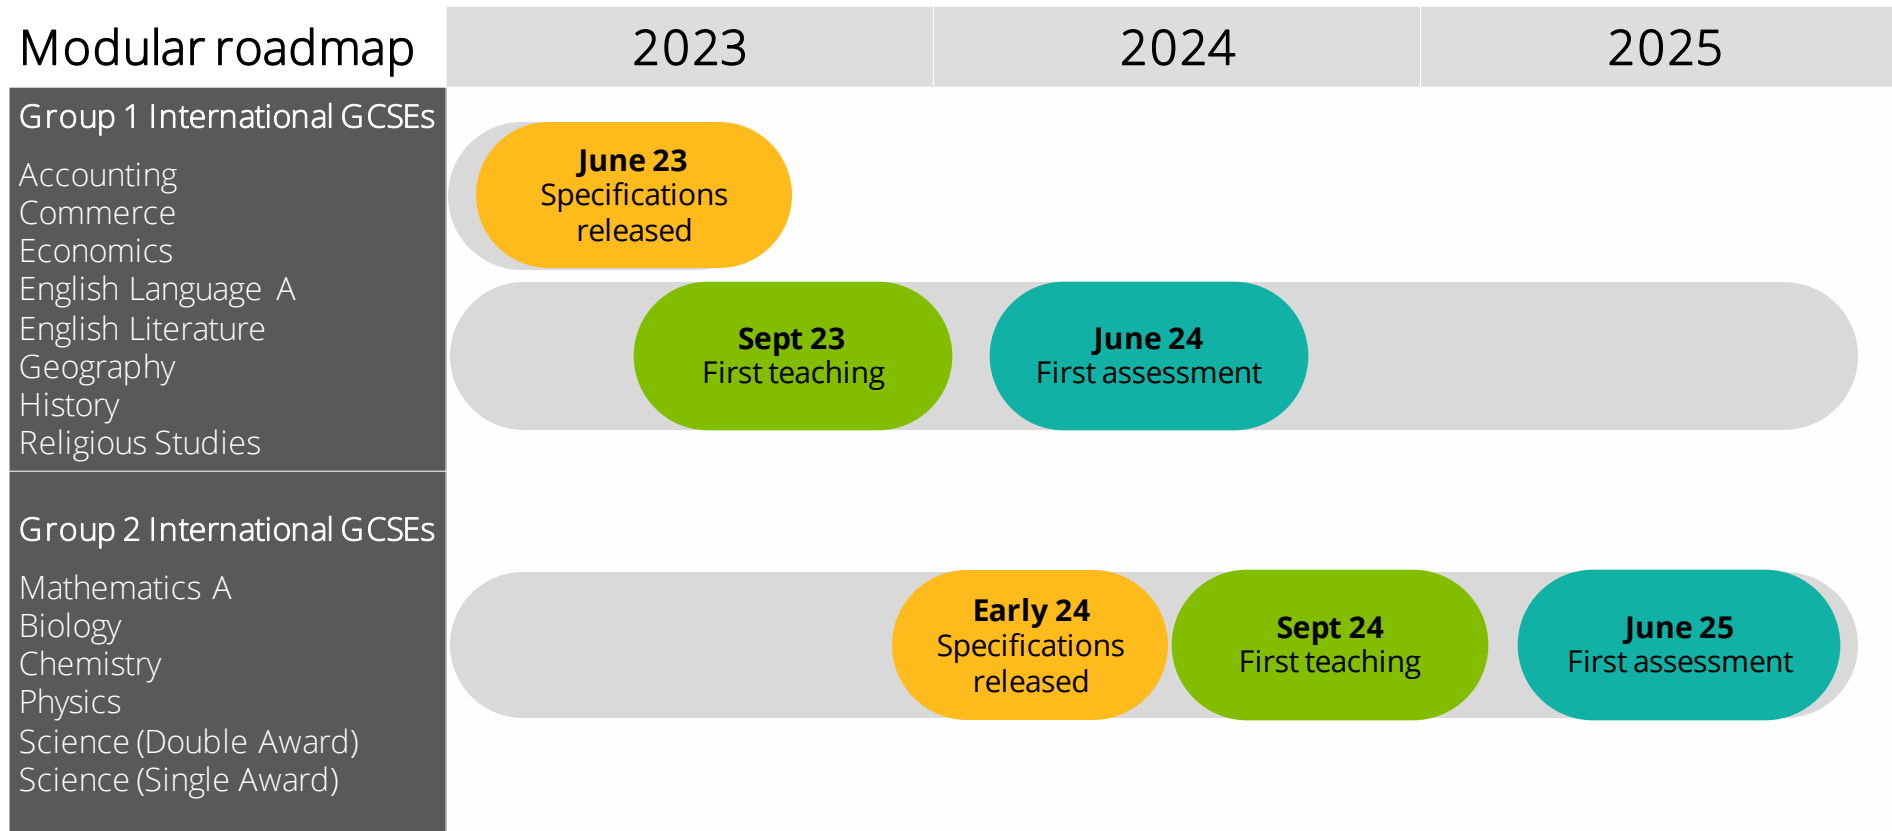 Modular roadmap
2023
2024
2025
Group 1 International GCSEs
Accounting
Commerce
Economics
English Language A
English Literature
Geography
History
Religious Studies
June 23
Specifications
released
Sept 23
First teaching
June 24
First assessment
Group 2 International GCSEs
Mathematics A
Biology
Chemistry
Physics
Science (Double Award)
Science (Single Award)
Early 24
Specifications
released
Sept 24
First teaching
June 25
First assessment